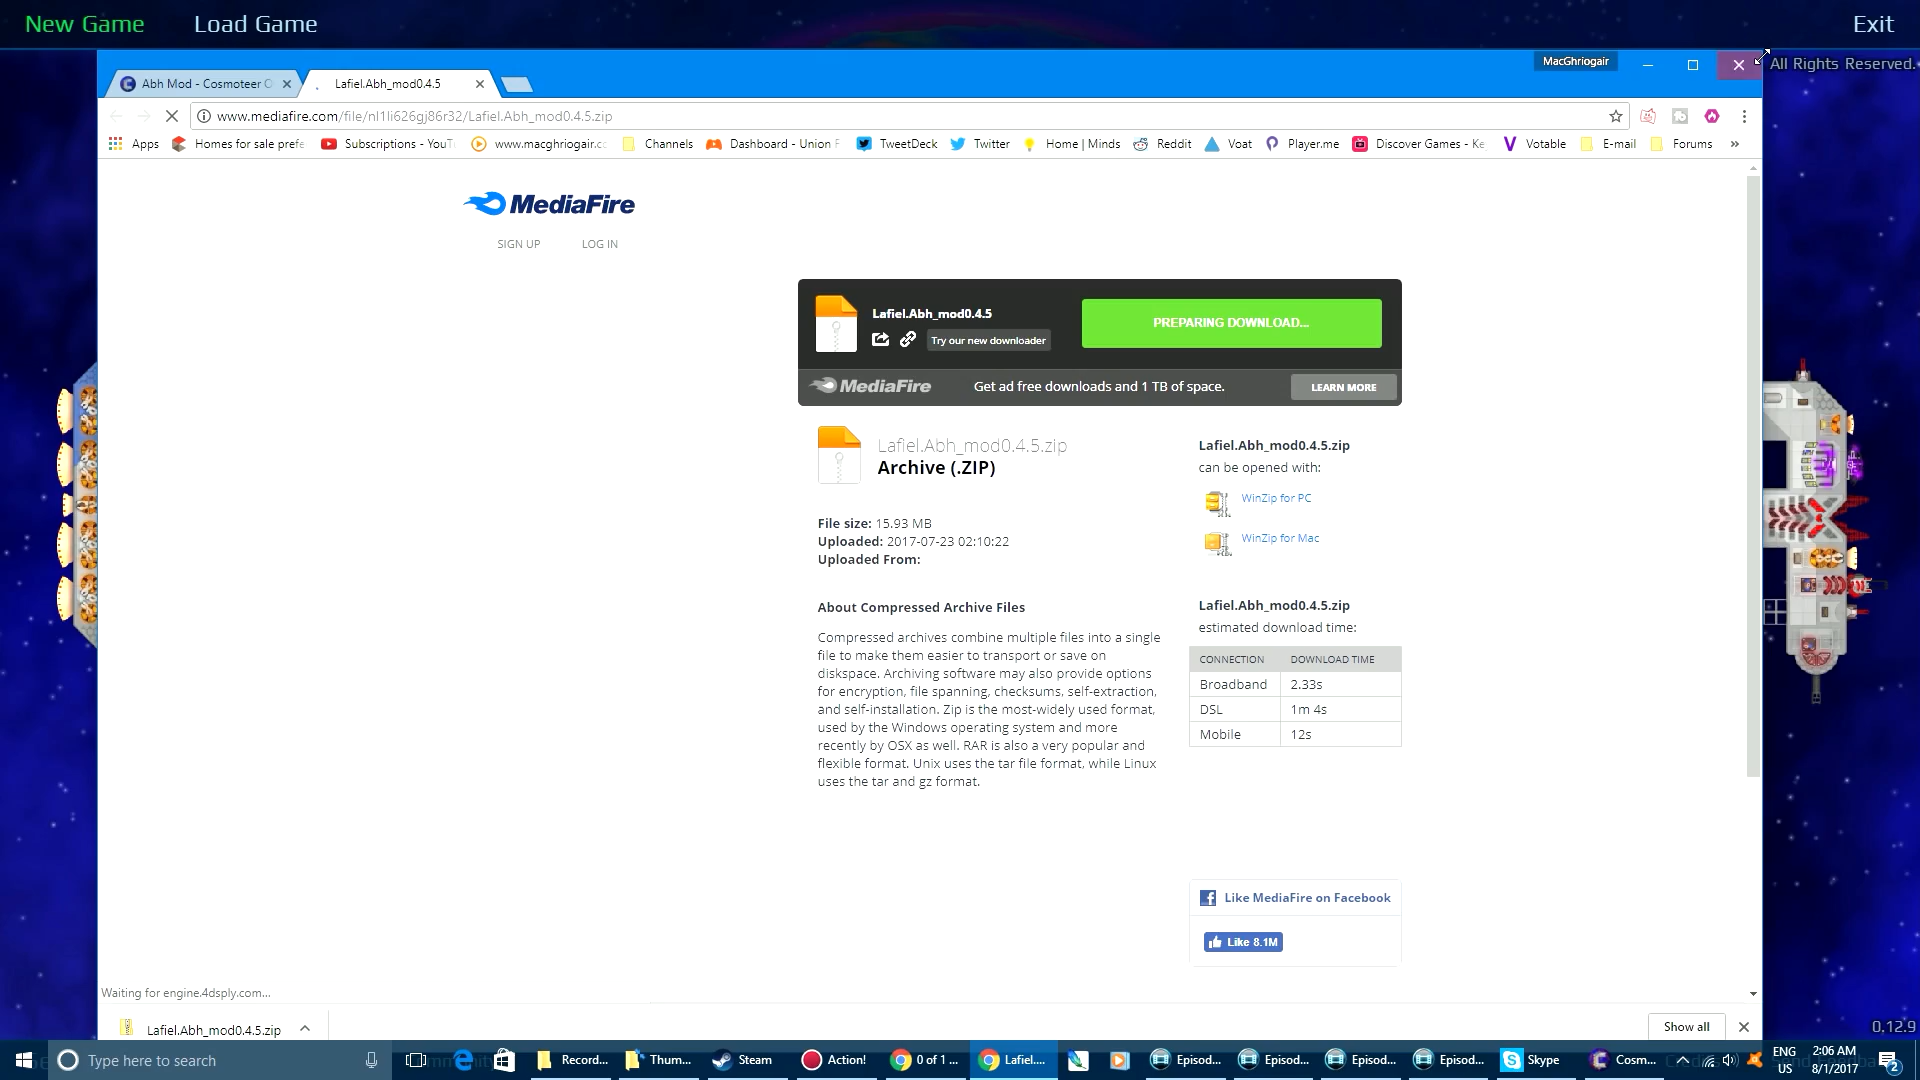 New Game
Load Game
Exit
MacGhriogair
All Rights Reserved.
Abh Mod - Cosmoteer O
Lafiel.Abh_mod0.4.5
www.mediafire.com/file/nl1li626gj86r32/Lafiel.Abh_mod0.4.5.zip
Apps
Homes for sale prefe
Subscriptions - YouT
www.macghriogair.cc
Channels
Dashboard - Union F
TweetDeck
Twitter
Home | Minds
Reddit
Voat
Player.me
Discover Games - Ke
Votable
E-mail
Forums
»
MediaFire
SIGN UP
LOG IN
Lafiel.Abh_mod0.4.5
Try our new downloader
PREPARING DOWNLOAD...
MediaFire
Get ad free downloads and 1 TB of space.
LEARN MORE
Lafiel.Abh_mod0.4.5.zip
Archive (.ZIP)
File size: 15.93 MB
Uploaded: 2017-07-23 02:10:22
Uploaded From:
About Compressed Archive Files
Compressed archives combine multiple files into a single
file to make them easier to transport or save on
diskspace. Archiving software may also provide options
for encryption, file spanning, checksums, self-extraction,
and self-installation. Zip is the most-widely used format,
used by the Windows operating system and more
recently by OSX as well. RAR is also a very popular and
flexible format. Unix uses the tar file format, while Linux
uses the tar and gz format.
Lafiel.Abh_mod0.4.5.zip
can be opened with:
WinZip for PC
WinZip for Mac
Lafiel.Abh_mod0.4.5.zip
estimated download time:
CONNECTION DOWNLOAD TIME
Broadband 2.33s
DSL 1m 4s
Mobile 12s
Like MediaFire on Facebook
Like 8.1M
Waiting for engine.4dsply.com...
Lafiel.Abh_mod0.4.5.zip
Show all
0.12.9
Type here to search
Record...
Thum...
Steam
Action!
0 of 1 ...
Lafiel....
Episod...
Episod...
Episod...
Episod...
Skype
Cosm...
ENG
US
2:06 AM
8/1/2017
2